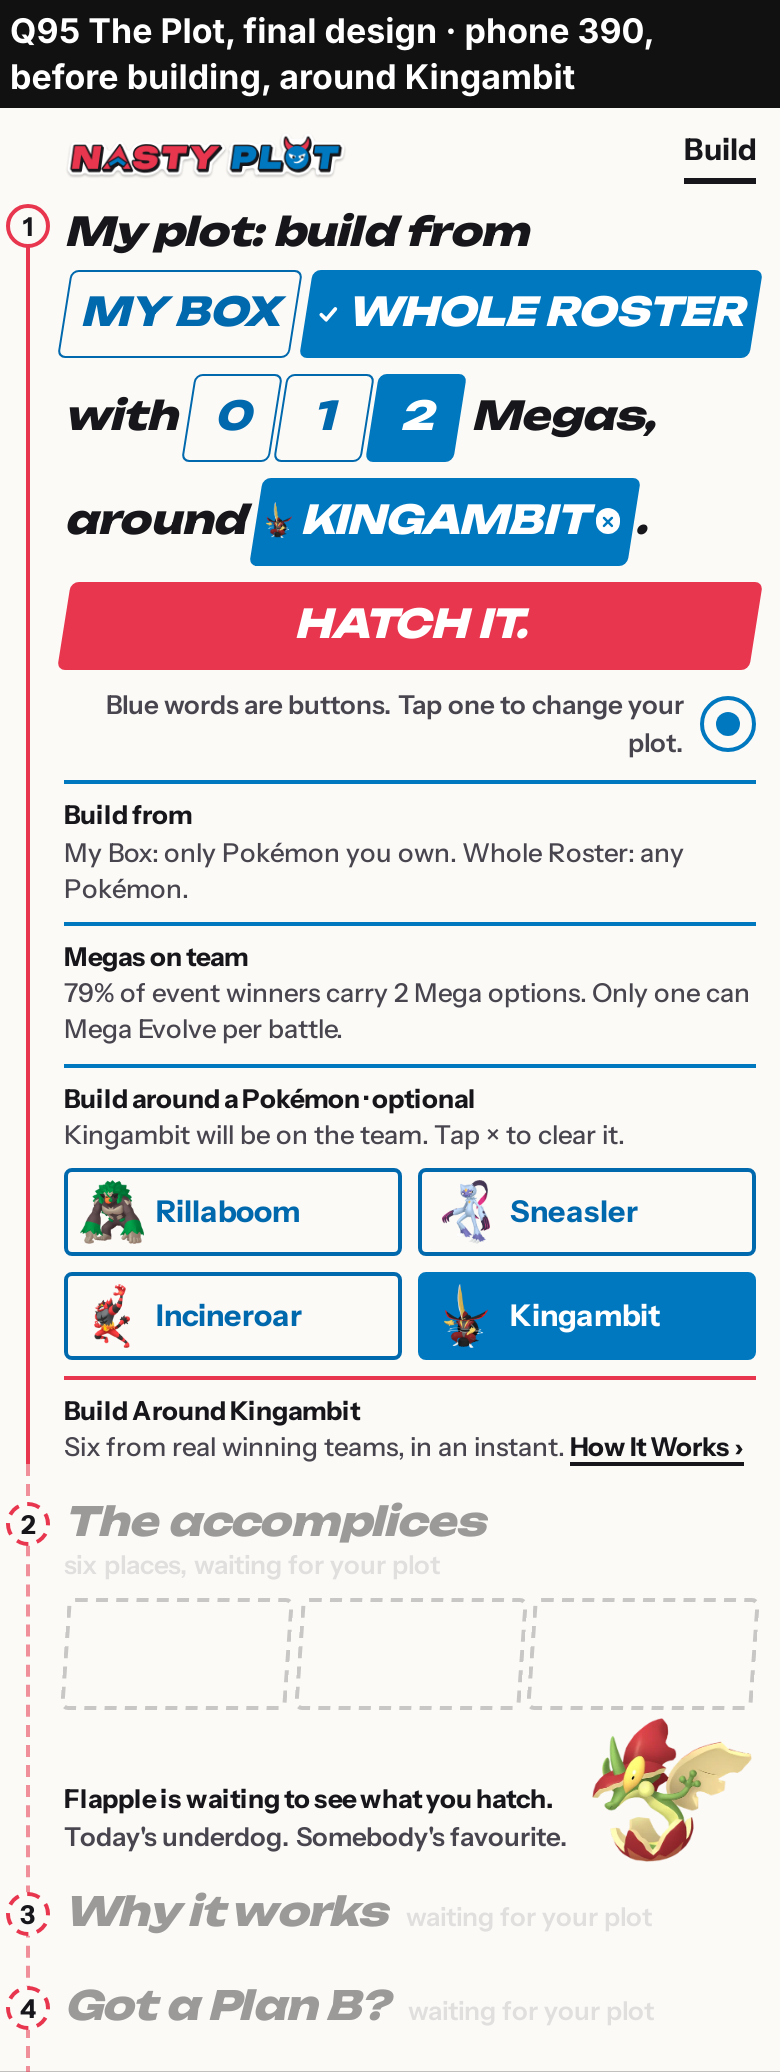 Q95 The Plot, final design · phone 390,
before building, around Kingambit
NASTY PLOT
Build
1
My plot: build from
MY BOX
✓ WHOLE ROSTER
with 0 1 2 Megas,
around KINGAMBIT × .
HATCH IT.
Blue words are buttons. Tap one to change your
plot.
Build from
My Box: only Pokémon you own. Whole Roster: any
Pokémon.
Megas on team
79% of event winners carry 2 Mega options. Only one can
Mega Evolve per battle.
Build around a Pokémon · optional
Kingambit will be on the team. Tap × to clear it.
Rillaboom
Sneasler
Incineroar
Kingambit
Build Around Kingambit
Six from real winning teams, in an instant. How It Works ›
2
The accomplices
six places, waiting for your plot
Flapple is waiting to see what you hatch.
Today's underdog. Somebody's favourite.
3
Why it works waiting for your plot
4
Got a Plan B? waiting for your plot